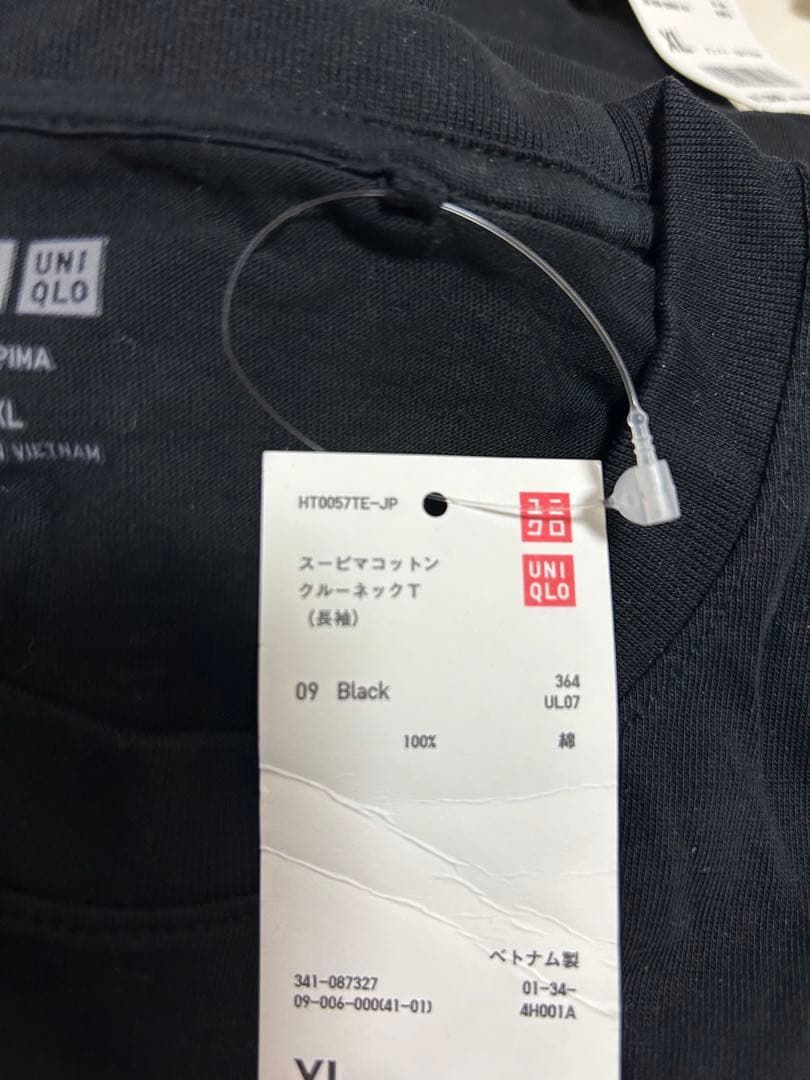 XL
UNI
QLO
PIMA
XL
VIETNAM
HT0057TE-JP
ユニ
クロ
スーピマコットン
クルーネックT
(長袖)
UNI
QLO
09 Black
364
UL07
100% 綿
ベトナム製
341-087327
09-006-000(41-01)
01-34-
4H001A
XL